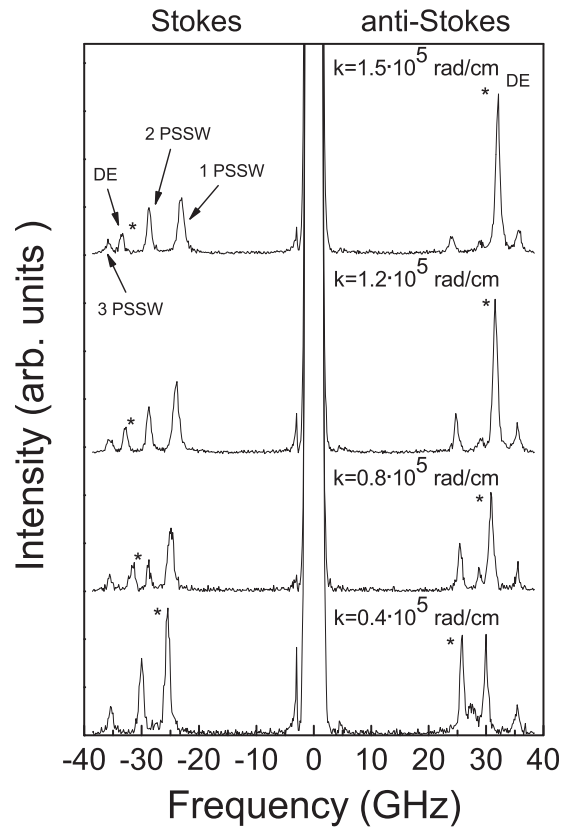 Stokes anti-Stokes
k=1.5·10^5 rad/cm
* DE
2 PSSW
1 PSSW
DE
*
3 PSSW
k=1.2·10^5 rad/cm
*
*
k=0.8·10^5 rad/cm
*
*
k=0.4·10^5 rad/cm
*
*
Intensity (arb. units )
-40 -30 -20 -10 0 10 20 30 40
Frequency (GHz)